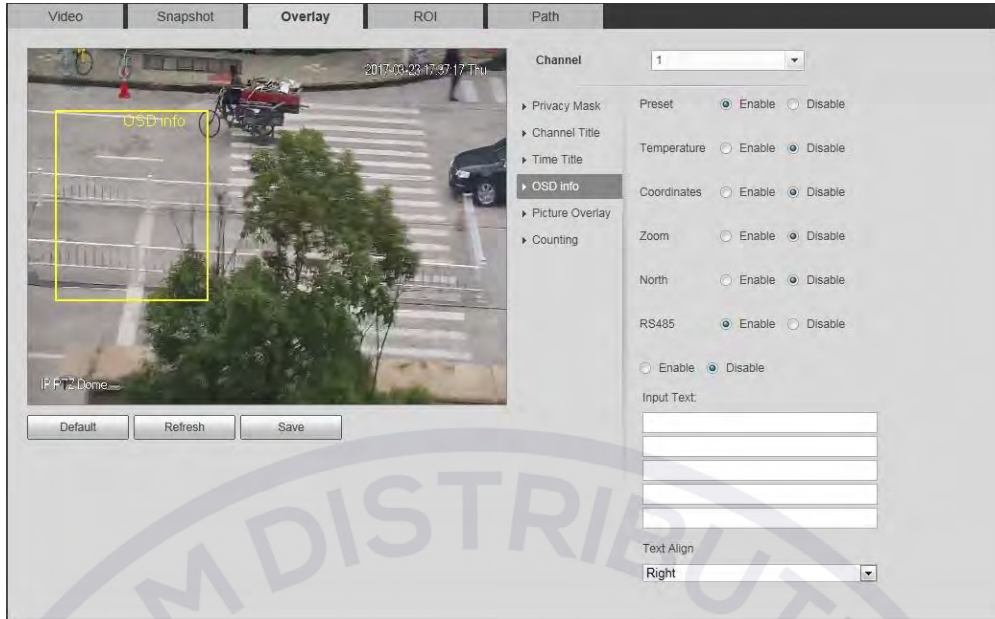 Video Snapshot Overlay ROI Path
2017-03-23 17:37:17 Thu
OSD info
IP PTZ Dome
Default Refresh Save
Channel 1
Privacy Mask
Channel Title
Time Title
OSD info
Picture Overlay
Counting
Preset Enable Disable
Temperature Enable Disable
Coordinates Enable Disable
Zoom Enable Disable
North Enable Disable
RS485 Enable Disable
Enable Disable
Input Text:
Text Align
Right
M DISTRIBUT